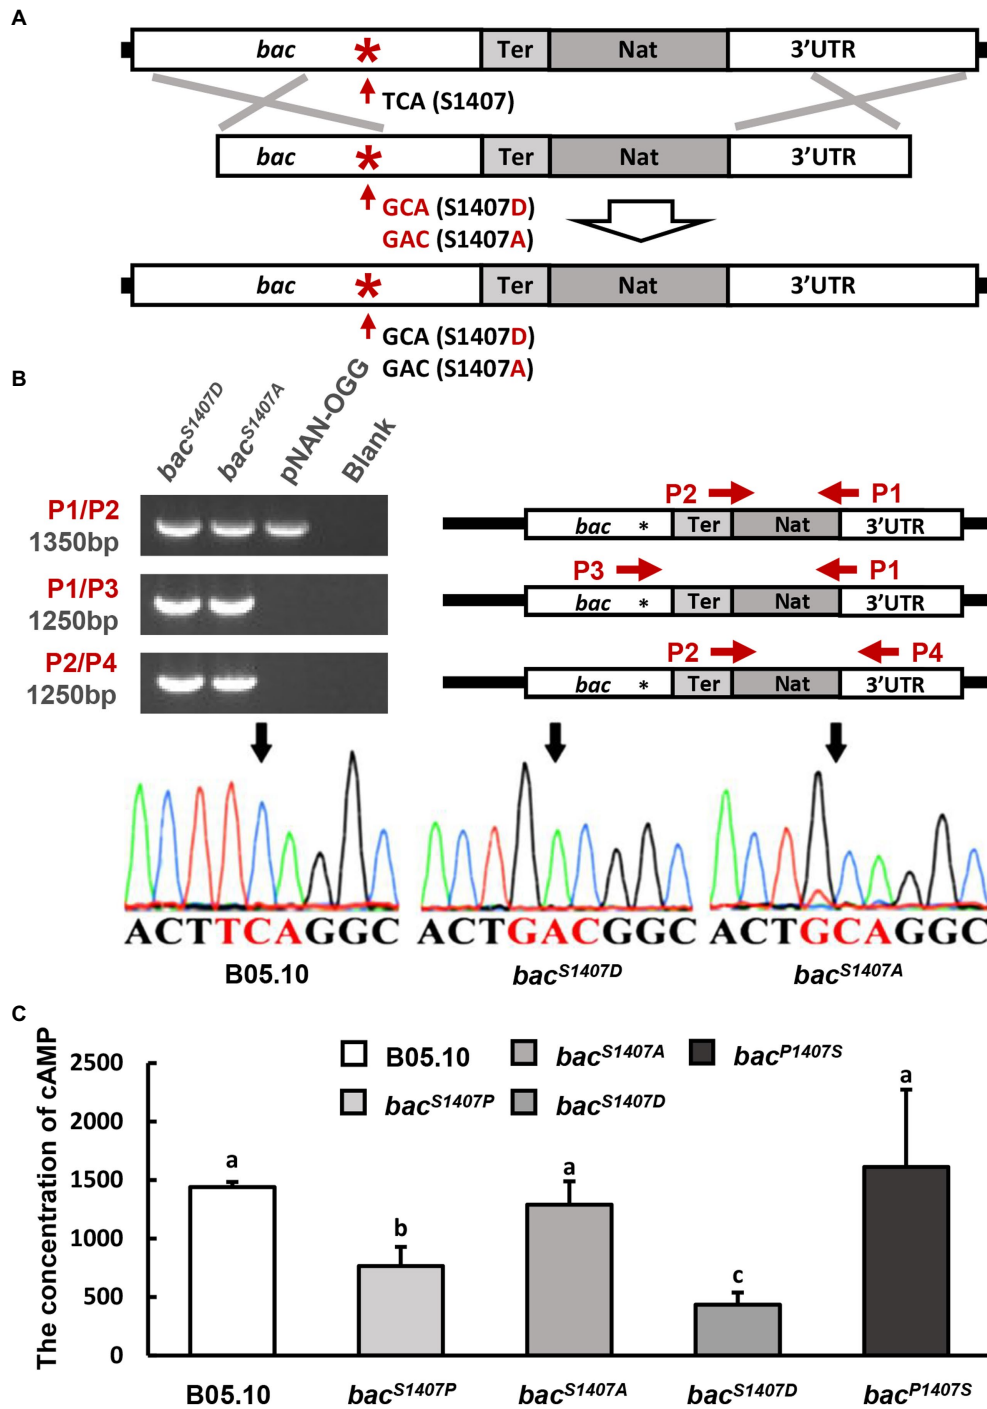 A
bac * Ter Nat 3'UTR
TCA (S1407)
bac * Ter Nat 3'UTR
GCA (S1407D)
GAC (S1407A)
bac * Ter Nat 3'UTR
GCA (S1407D)
GAC (S1407A)
B
bacS1407D bacS1407A pNAN-OGG Blank
P1/P2
1350bp
P1/P3
1250bp
P2/P4
1250bp
P2 P1
bac * Ter Nat 3'UTR
P3 P1
bac * Ter Nat 3'UTR
P2 P4
bac * Ter Nat 3'UTR
ACTTCAGGC ACTGACGGC ACTGCAGGC
B05.10 bacS1407D bacS1407A
C
The concentration of cAMP
2500
2000
1500
1000
500
0
B05.10 bacS1407A bacP1407S
bacS1407P bacS1407D
a b a c a
B05.10 bacS1407P bacS1407A bacS1407D bacP1407S